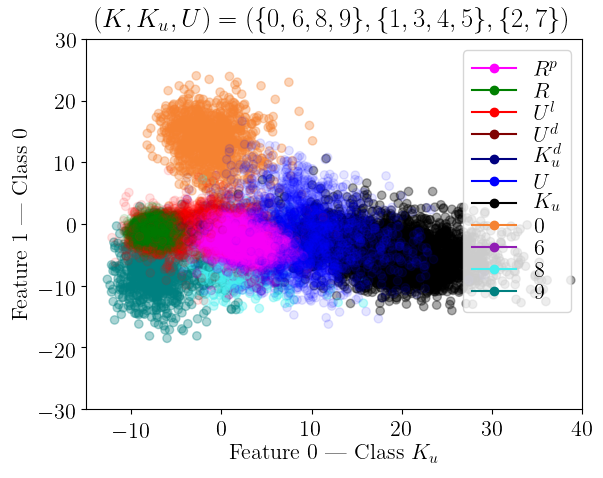 (K, K_u, U) = ({0, 6, 8, 9}, {1, 3, 4, 5}, {2, 7})
30
20
10
0
−10
−20
−30
Feature 1 — Class 0
R^p
R
U^l
U^d
K_u^d
U
K_u
0
6
8
9
−10
0
10
20
30
40
Feature 0 — Class K_u